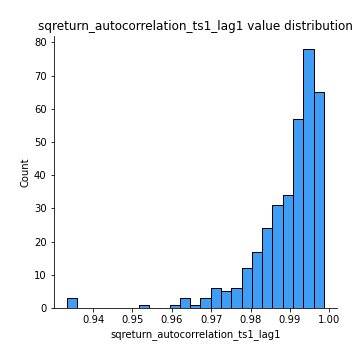 sqreturn_autocorrelation_ts1_lag1 value distribution
80
70
60
50
40
30
20
10
0
Count
0.94 0.95 0.96 0.97 0.98 0.99 1.00
sqreturn_autocorrelation_ts1_lag1